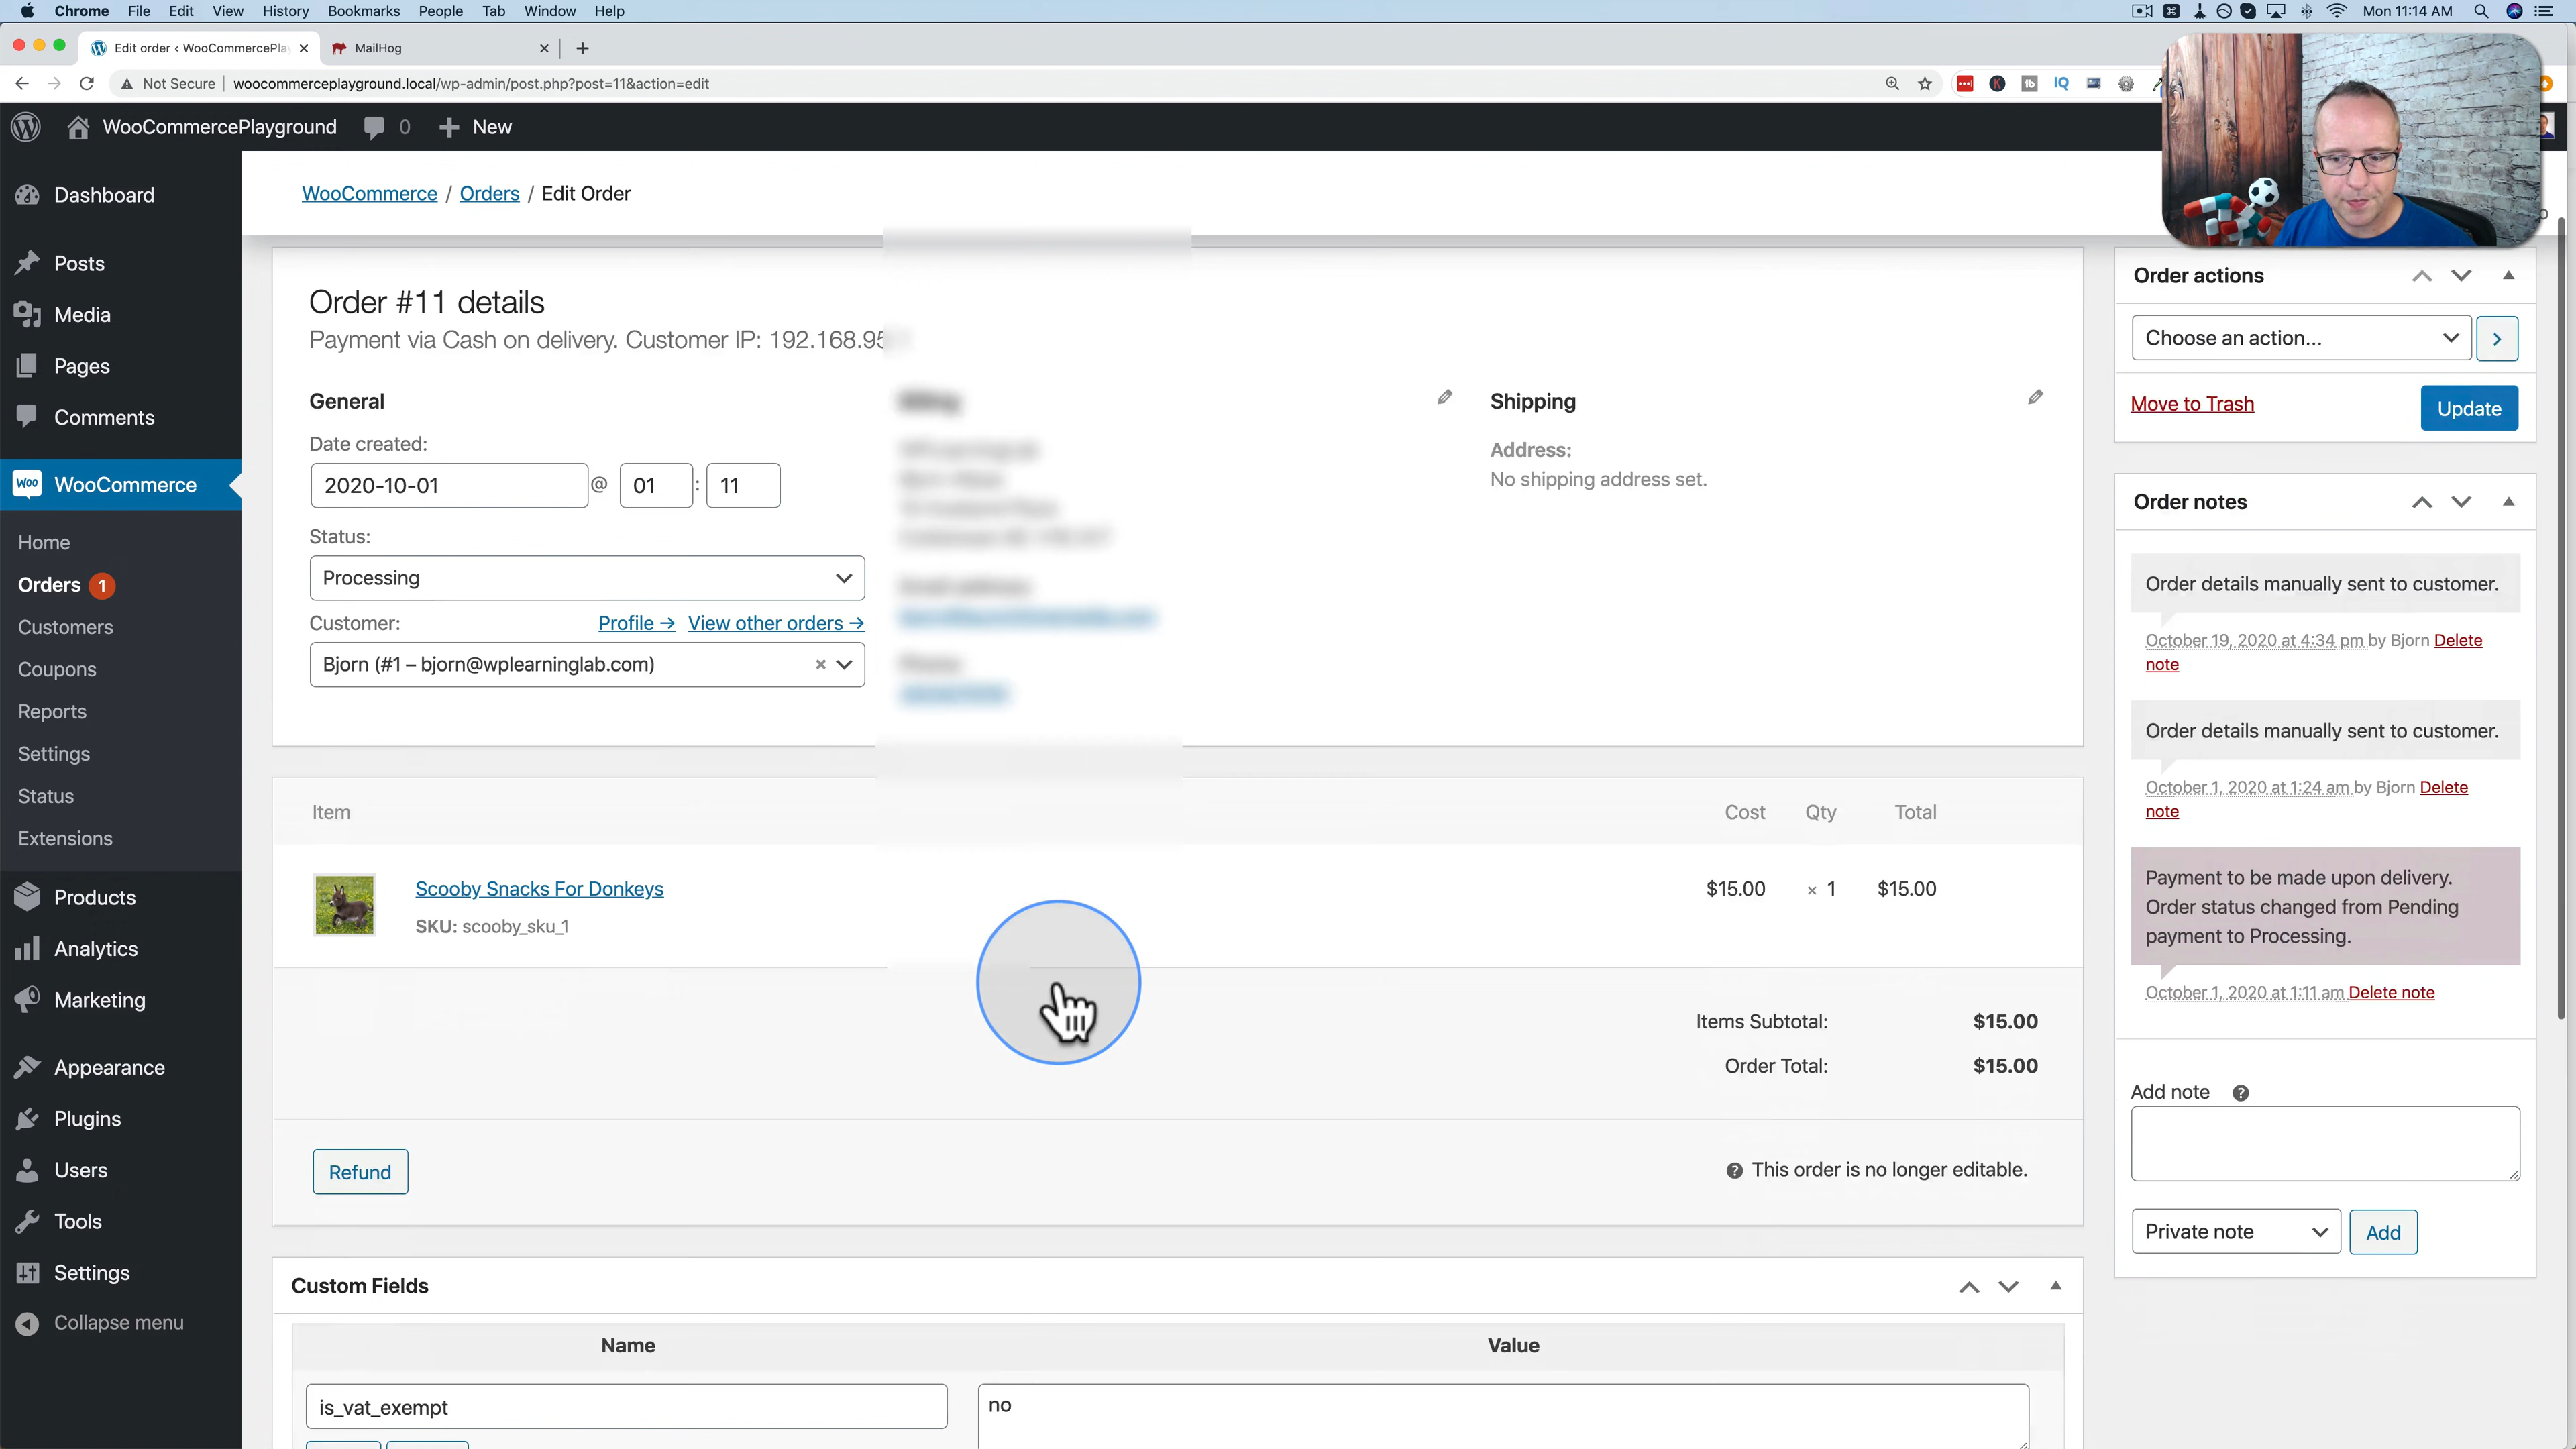 Chrome File Edit View History Bookmarks People Tab Window Help Mon 11:14 AM
Edit order ‹ WooCommercePla MailHog
Not Secure woocommerceplayground.local/wp-admin/post.php?post=11&action=edit
WooCommercePlayground 0 New
WooCommerce / Orders / Edit Order
Dashboard
Posts
Media
Pages
Comments
WooCommerce
Home
Orders 1
Customers
Coupons
Reports
Settings
Status
Extensions
Products
Analytics
Marketing
Appearance
Plugins
Users
Tools
Settings
Collapse menu
Order #11 details
Payment via Cash on delivery. Customer IP: 192.168.95
General
Date created:
2020-10-01 @ 01 : 11
Status:
Processing
Customer: Profile → View other orders →
Bjorn (#1 – bjorn@wplearninglab.com) ×
Shipping
Address:
No shipping address set.
Item Cost Qty Total
Scooby Snacks For Donkeys $15.00 × 1 $15.00
SKU: scooby_sku_1
Items Subtotal: $15.00
Order Total: $15.00
Refund
This order is no longer editable.
Custom Fields
Name Value
is_vat_exempt no
Order actions
Choose an action...
Move to Trash Update
Order notes
Order details manually sent to customer.
October 19, 2020 at 4:34 pm by Bjorn Delete
note
Order details manually sent to customer.
October 1, 2020 at 1:24 am by Bjorn Delete
note
Payment to be made upon delivery.
Order status changed from Pending
payment to Processing.
October 1, 2020 at 1:11 am Delete note
Add note
Private note Add